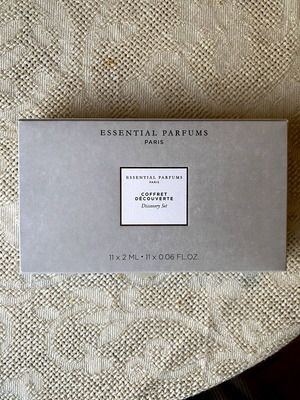 ESSENTIAL PARFUMS
PARIS
ESSENTIAL PARFUMS
PARIS
COFFRET
DÉCOUVERTE
Discovery Set
11 x 2 ML • 11 x 0.06 FL.OZ.